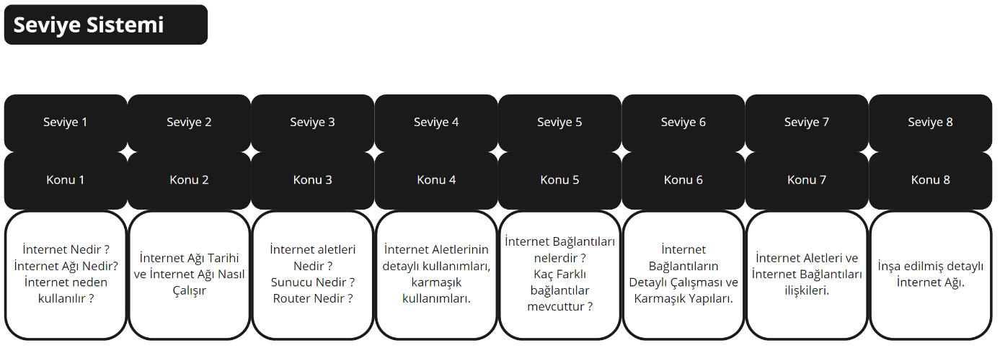 Seviye Sistemi
Seviye 1
Seviye 2
Seviye 3
Seviye 4
Seviye 5
Seviye 6
Seviye 7
Seviye 8
Konu 1
Konu 2
Konu 3
Konu 4
Konu 5
Konu 6
Konu 7
Konu 8
İnternet Nedir ?
İnternet Ağı Nedir?
İnternet neden
kullanılır ?
İnternet Ağı Tarihi
ve İnternet Ağı Nasıl
Çalışır
İnternet aletleri
Nedir ?
Sunucu Nedir ?
Router Nedir ?
İnternet Aletlerinin
detaylı kullanımları,
karmaşık
kullanımları.
İnternet Bağlantıları
nelerdir ?
Kaç Farklı
bağlantılar
mevcuttur ?
İnternet
Bağlantıların
Detaylı Çalışması ve
Karmaşık Yapıları.
İnternet Aletleri ve
İnternet Bağlantıları
ilişkileri.
İnşa edilmiş detaylı
İnternet Ağı.